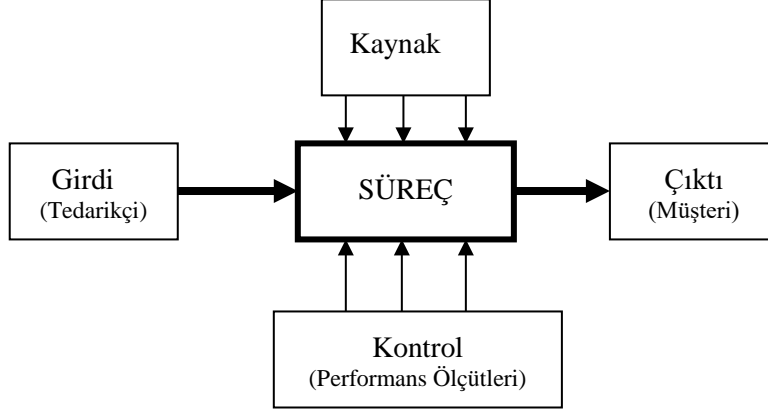 Kaynak
Girdi
(Tedarikçi)
SÜREÇ
Çıktı
(Müşteri)
Kontrol
(Performans Ölçütleri)